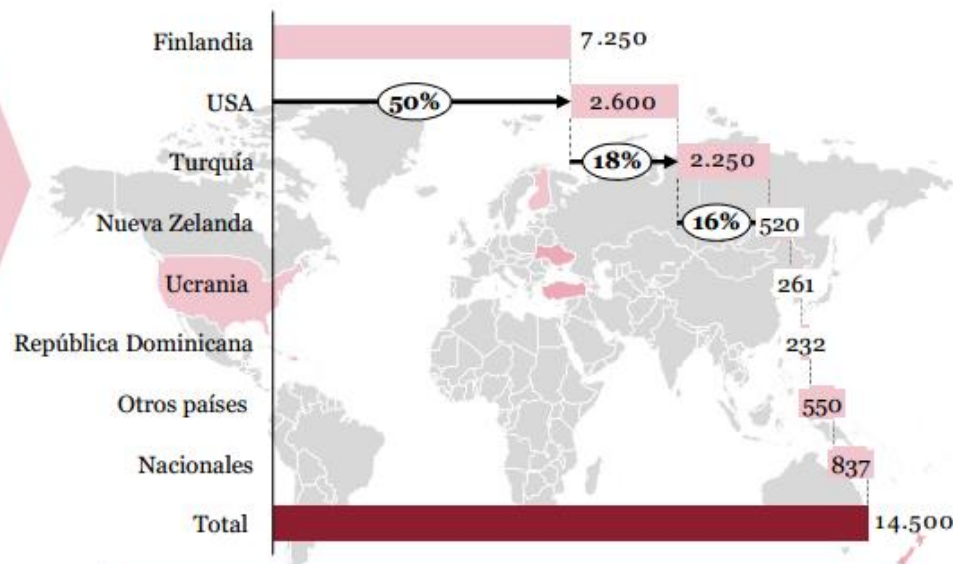 Finlandia 7.250
USA 50% 2.600
Turquía 18% 2.250
Nueva Zelanda 16% 520
Ucrania 261
República Dominicana 232
Otros países 550
Nacionales 837
Total 14.500